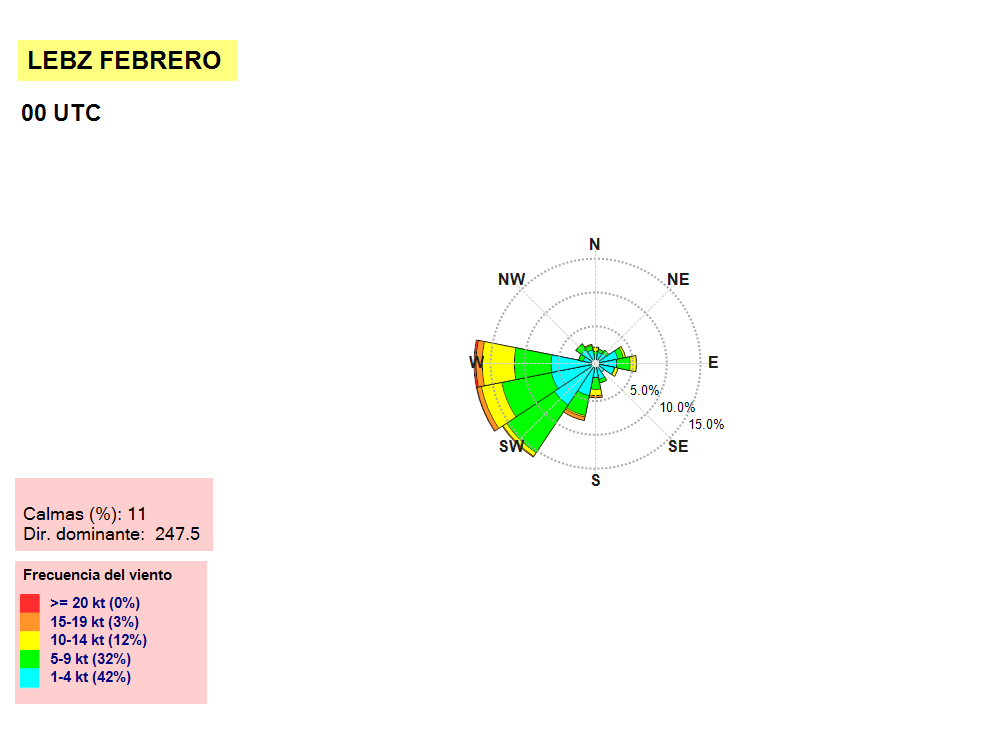 LEBZ FEBRERO
00 UTC
N
NW
NE
W
E
5.0%
10.0%
15.0%
SW
SE
S
Calmas (%): 11
Dir. dominante: 247.5
Frecuencia del viento
>= 20 kt (0%)
15-19 kt (3%)
10-14 kt (12%)
5-9 kt (32%)
1-4 kt (42%)